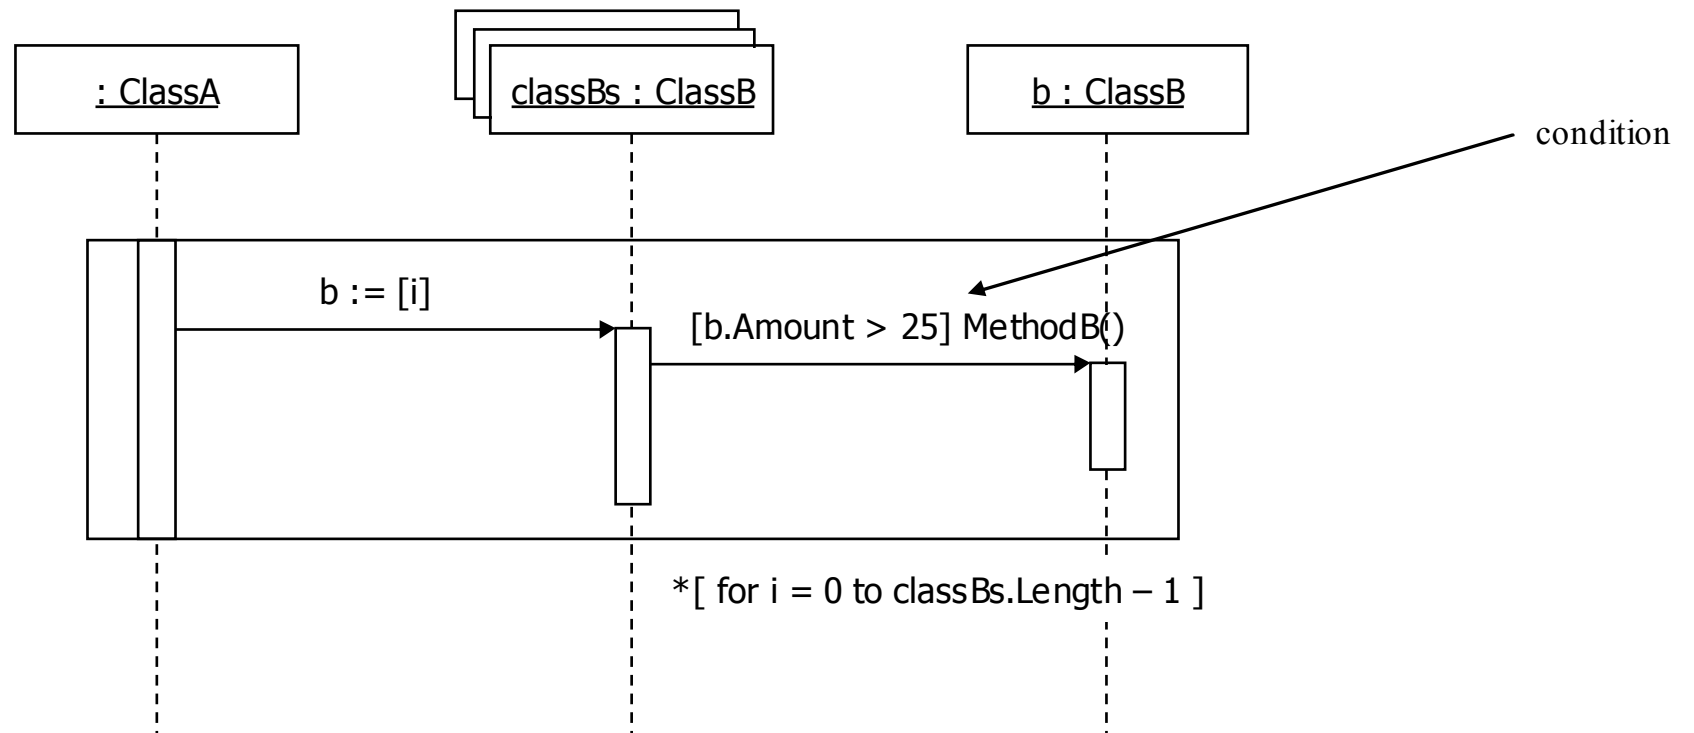 : ClassA
classBs : ClassB
b : ClassB
condition
b := [i]
[b.Amount > 25] MethodB()
*[ for i = 0 to classBs.Length – 1 ]